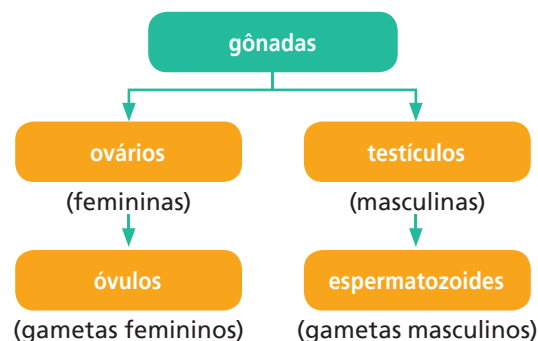 gônadas
ovários
testículos
(femininas)
(masculinas)
óvulos
espermatozoides
(gametas femininos)
(gametas masculinos)